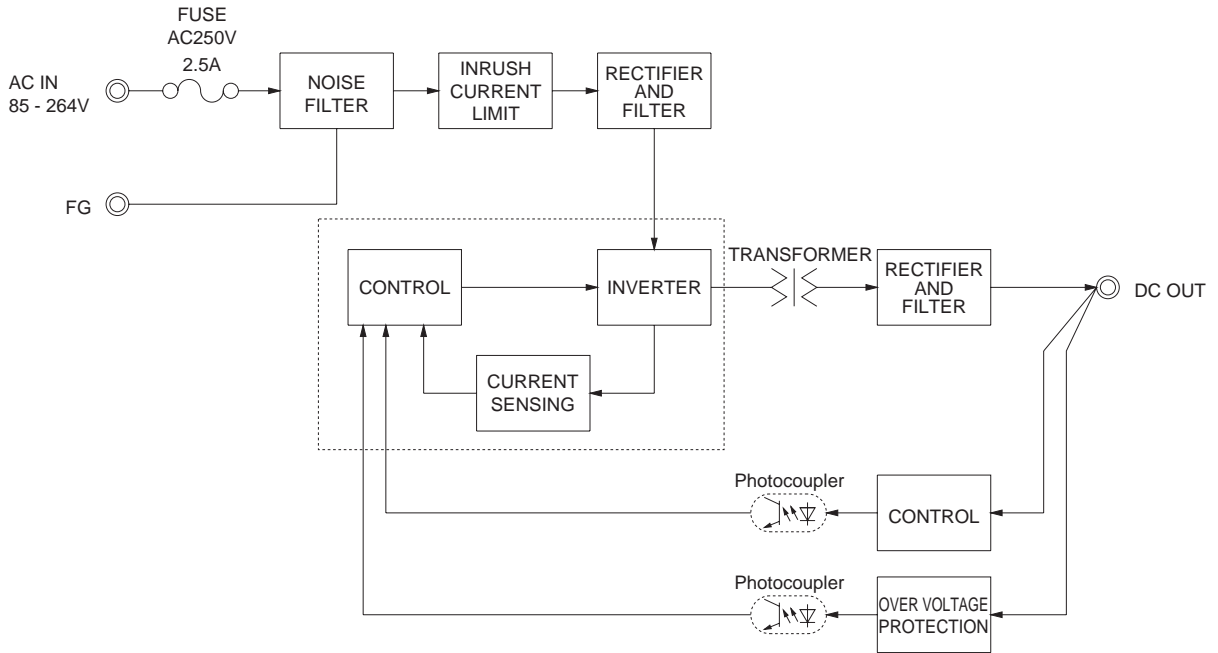 FUSE
AC250V
2.5A
AC IN
85 - 264V
NOISE
FILTER
INRUSH
CURRENT
LIMIT
RECTIFIER
AND
FILTER
FG
CONTROL
INVERTER
TRANSFORMER
RECTIFIER
AND
FILTER
DC OUT
CURRENT
SENSING
Photocoupler
CONTROL
Photocoupler
OVER VOLTAGE
PROTECTION